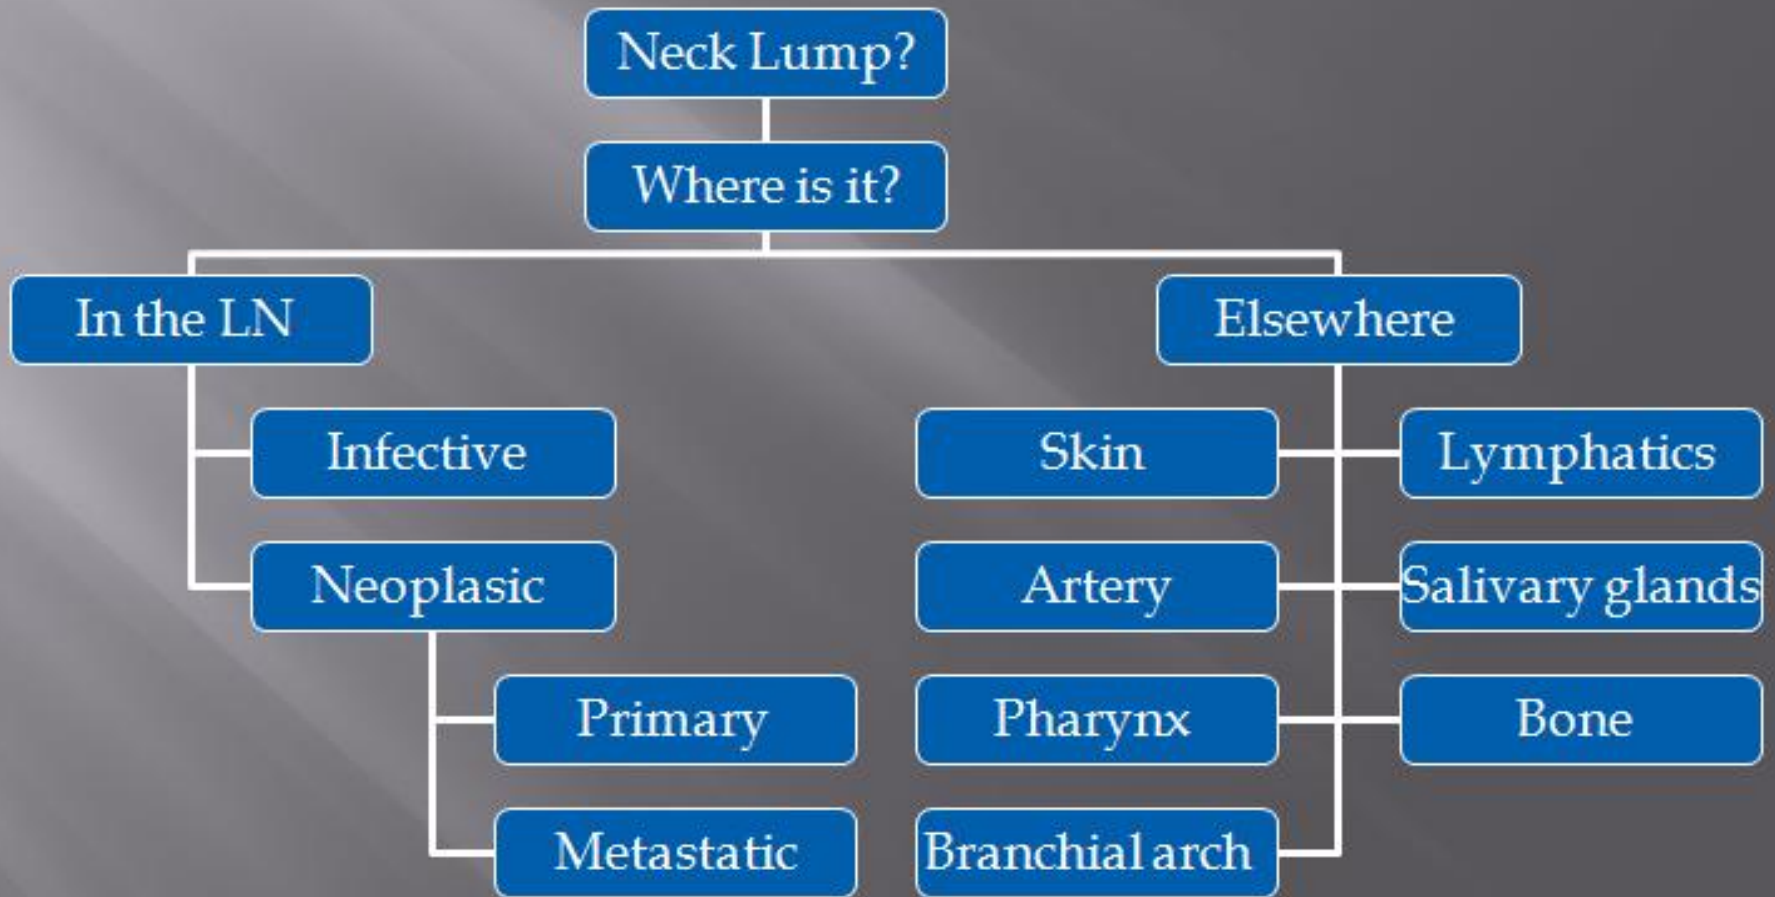 Neck Lump?
Where is it?
In the LN
Elsewhere
Infective
Skin
Lymphatics
Neoplasic
Artery
Salivary glands
Primary
Pharynx
Bone
Metastatic
Branchial arch